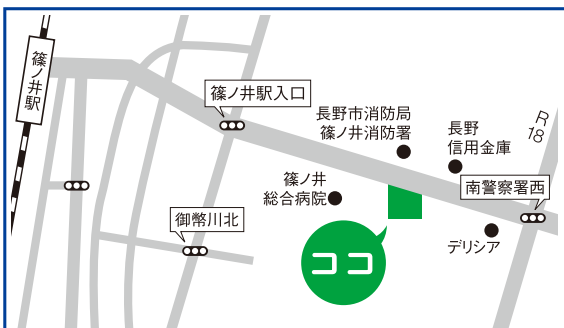 篠ノ井駅
篠ノ井駅入口
長野市消防局
篠ノ井消防署
長野
信用金庫
R
18
篠ノ井
総合病院
南警察署西
御幣川北
デリシア
ココ